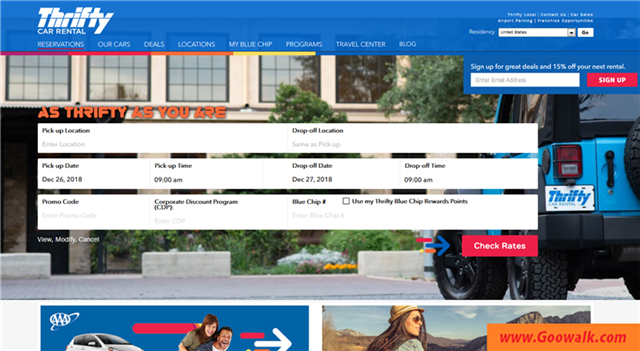 Thrifty
CAR RENTAL
Thrifty Local | Contact Us | Car Sales
Airport Parking | Franchise Opportunities
Residency United States Go
RESERVATIONS OUR CARS DEALS LOCATIONS MY BLUE CHIP PROGRAMS TRAVEL CENTER BLOG
Sign up for great deals and 15% off your next rental.
Enter Email Address SIGN UP
AS THRIFTY AS YOU ARE
Pick-up Location Drop-off Location
Enter Location Same as Pick-up
Pick-up Date Pick-up Time Drop-off Date Drop-off Time
Dec 26, 2018 09:00 am Dec 27, 2018 09:00 am
Promo Code Corporate Discount Program (CDP): Blue Chip # Use my Thrifty Blue Chip Rewards Points
Enter Promo Code Enter CDP Enter Blue Chip #
Thrifty
CAR RENTAL
View, Modify, Cancel
Check Rates
AAA
www.Goowalk.com